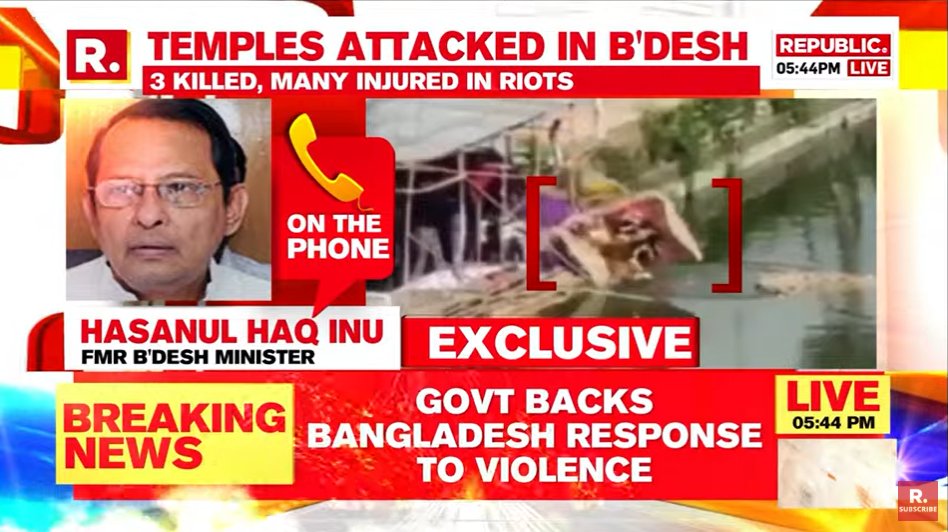 R.
TEMPLES ATTACKED IN B'DESH
3 KILLED, MANY INJURED IN RIOTS
REPUBLIC.
05:44PM LIVE
ON THE
PHONE
HASANUL HAQ INU
FMR B'DESH MINISTER
EXCLUSIVE
BREAKING
NEWS
GOVT BACKS
BANGLADESH RESPONSE
TO VIOLENCE
LIVE
05:44 PM
R.
SUBSCRIBE